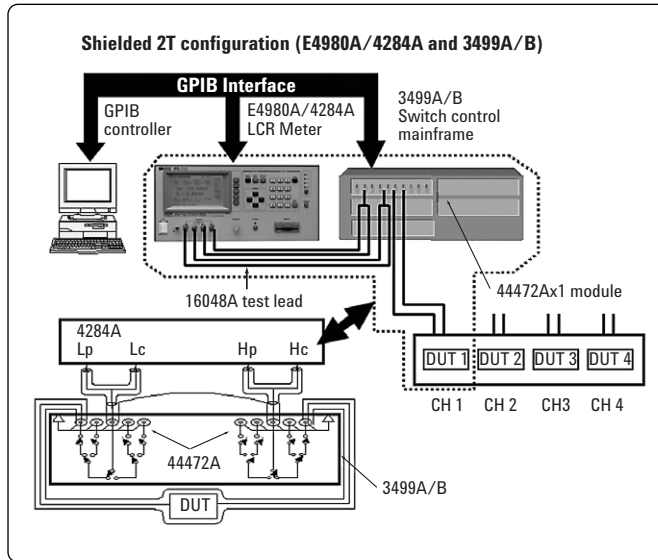 Shielded 2T configuration (E4980A/4284A and 3499A/B)
GPIB Interface
GPIB
controller
E4980A/4284A
LCR Meter
3499A/B
Switch control
mainframe
16048A test lead
44472Ax1 module
4284A
Lp Lc Hp Hc
DUT 1 DUT 2 DUT 3 DUT 4
CH 1 CH 2 CH3 CH 4
44472A
3499A/B
DUT